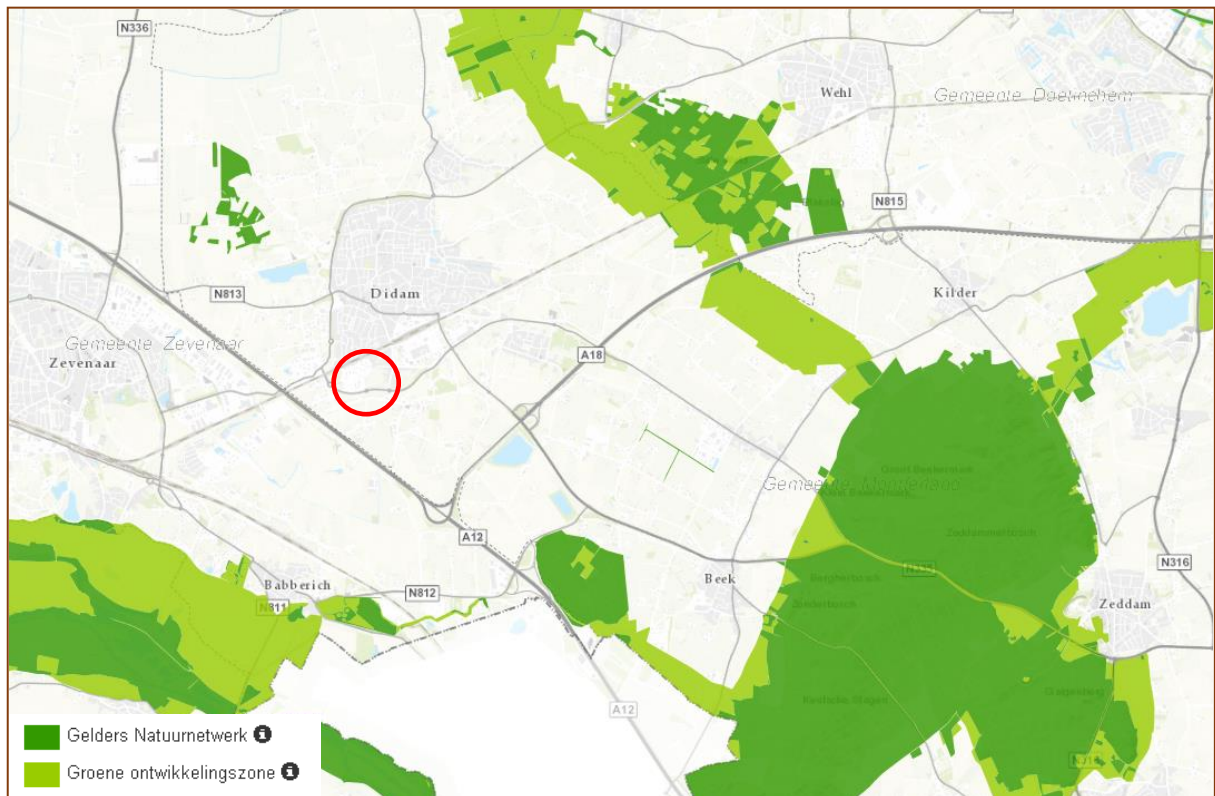 N336
Wehl
Gemeente Doetinchem
N815
N813
Didam
Kilder
Gemeente Zevenaar
Zevenaar
A18
Gemeente Montferland
A12
N316
Babberich
N812
Beek
N811
Zeddam
A12
Gelders Natuurnetwerk
Groene ontwikkelingszone